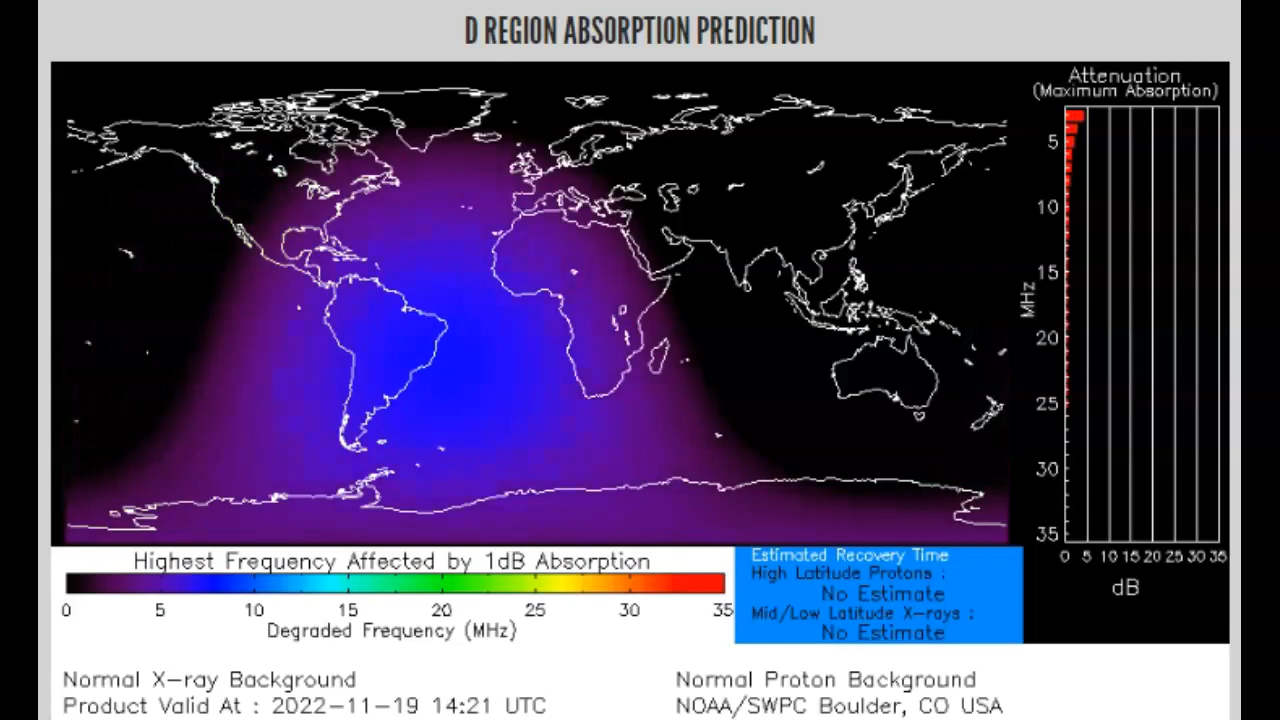 D REGION ABSORPTION PREDICTION
Attenuation
(Maximum Absorption)
5
10
15
20
25
30
35
MHz
0 5 10 15 20 25 30 35
dB
Highest Frequency Affected by 1dB Absorption
0 5 10 15 20 25 30 35
Degraded Frequency (MHz)
Estimated Recovery Time
High Latitude Protons :
No Estimate
Mid/Low Latitude X-rays :
No Estimate
Normal X-ray Background
Normal Proton Background
Product Valid At : 2022-11-19 14:21 UTC
NOAA/SWPC Boulder, CO USA